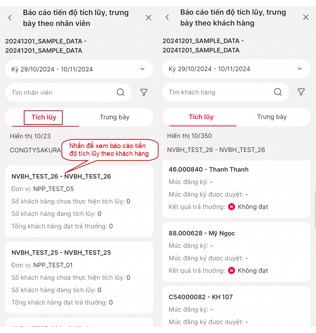 Báo cáo tiến độ tích lũy, trưng
bày theo nhân viên
20241201_SAMPLE_DATA -
20241201_SAMPLE_DATA
Kỳ 29/10/2024 - 10/11/2024
Tìm nhân viên
Tích lũy
Trưng bày
Hiển thị 10/23
CONGTYSAKURA
Nhấn để xem báo cáo tiến
độ tích lũy theo khách hàng
NVBH_TEST_26 - NVBH_TEST_26
Đơn vị: NPP_TEST_05
Số khách hàng chưa thực hiện tích lũy: 0
Số khách hàng đang tích lũy: 0
Tổng khách hàng đạt trả thưởng: 0
NVBH_TEST_25 - NVBH_TEST_25
Đơn vị: NPP_TEST_01
Số khách hàng chưa thực hiện tích lũy: 0
Số khách hàng đang tích lũy: 0
Tổng khách hàng đạt trả thưởng: 0
Báo cáo tiến độ tích lũy, trưng
bày theo khách hàng
20241201_SAMPLE_DATA -
20241201_SAMPLE_DATA
Kỳ 29/10/2024 - 10/11/2024
Tìm khách hàng
Tích lũy
Trưng bày
Hiển thị 10/350
NVBH_TEST_26 - NVBH_TEST_26
46.000840 - Thanh Thanh
Mức đăng ký: -
Mức đăng ký được duyệt: -
Kết quả trả thưởng: Không đạt
88.000628 - Mỹ Ngọc
Mức đăng ký: -
Mức đăng ký được duyệt: -
Kết quả trả thưởng: Không đạt
C54000082 - KH 107
Mức đăng ký: -
Mức đăng ký được duyệt: -